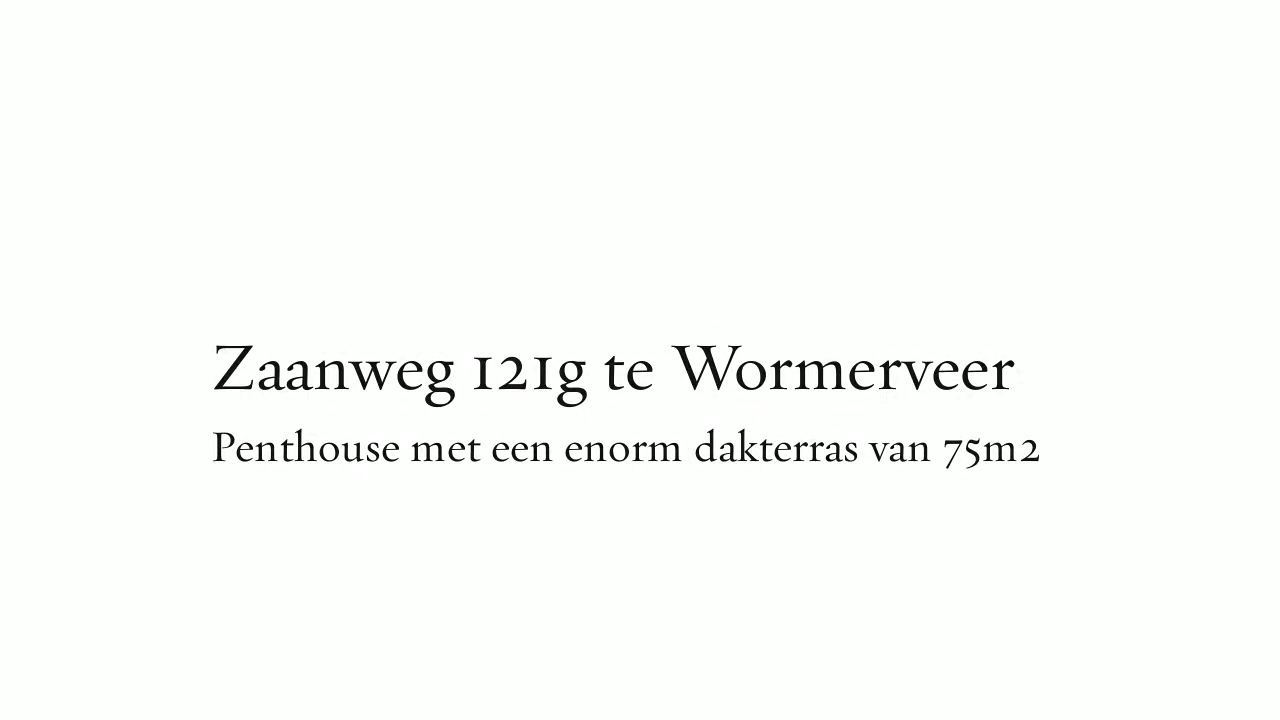 Zaanweg 121g te Wormerveer
Penthouse met een enorm dakterras van 75m2